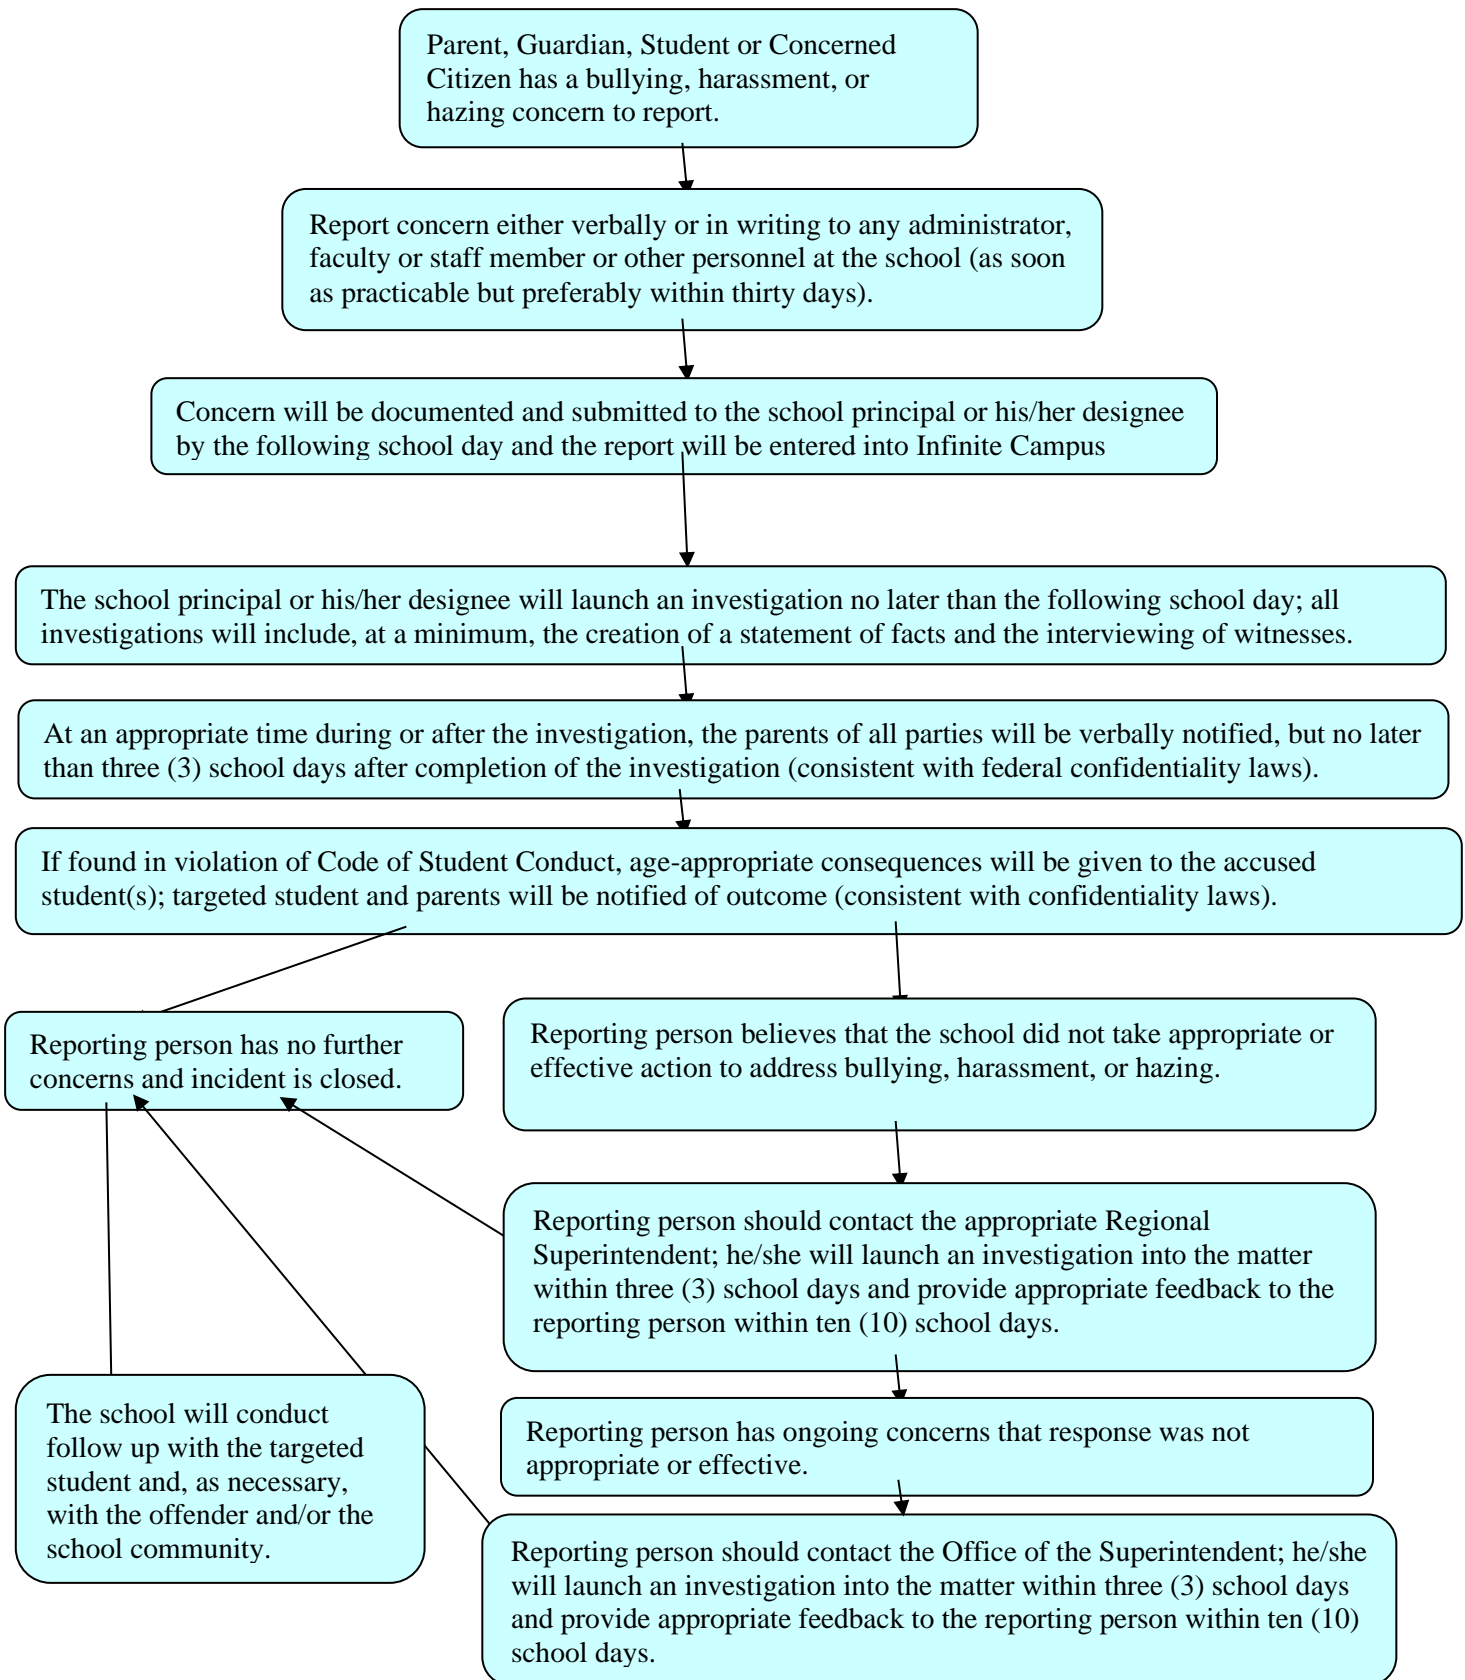 Parent, Guardian, Student or Concerned
Citizen has a bullying, harassment, or
hazing concern to report.
Report concern either verbally or in writing to any administrator,
faculty or staff member or other personnel at the school (as soon
as practicable but preferably within thirty days).
Concern will be documented and submitted to the school principal or his/her designee
by the following school day and the report will be entered into Infinite Campus
The school principal or his/her designee will launch an investigation no later than the following school day; all
investigations will include, at a minimum, the creation of a statement of facts and the interviewing of witnesses.
At an appropriate time during or after the investigation, the parents of all parties will be verbally notified, but no later
than three (3) school days after completion of the investigation (consistent with federal confidentiality laws).
If found in violation of Code of Student Conduct, age-appropriate consequences will be given to the accused
student(s); targeted student and parents will be notified of outcome (consistent with confidentiality laws).
Reporting person has no further
concerns and incident is closed.
Reporting person believes that the school did not take appropriate or
effective action to address bullying, harassment, or hazing.
Reporting person should contact the appropriate Regional
Superintendent; he/she will launch an investigation into the matter
within three (3) school days and provide appropriate feedback to the
reporting person within ten (10) school days.
The school will conduct
follow up with the targeted
student and, as necessary,
with the offender and/or the
school community.
Reporting person has ongoing concerns that response was not
appropriate or effective.
Reporting person should contact the Office of the Superintendent; he/she
will launch an investigation into the matter within three (3) school days
and provide appropriate feedback to the reporting person within ten (10)
school days.